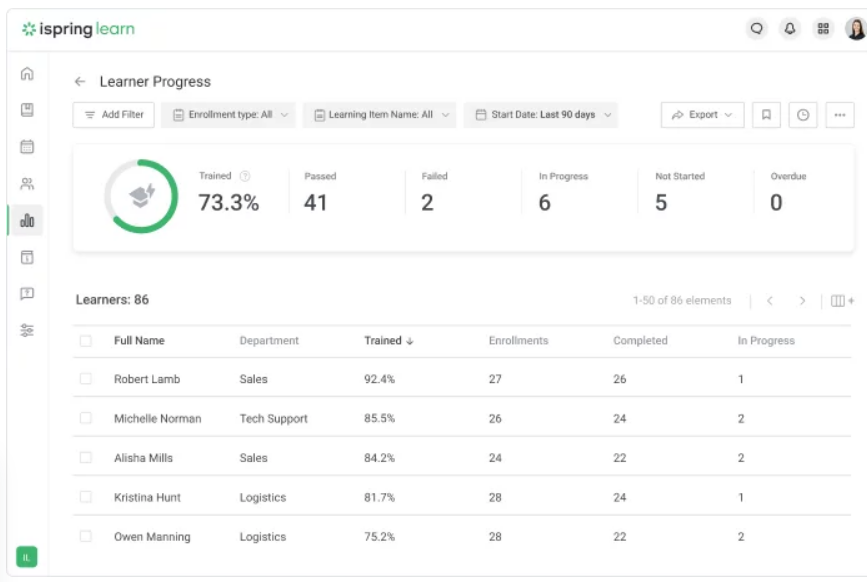 ispring learn
Learner Progress
Add Filter Enrollment type: All Learning Item Name: All Start Date: Last 90 days Export
Trained Passed Failed In Progress Not Started Overdue
73.3% 41 2 6 5 0
Learners: 86 1-50 of 86 elements
Full Name Department Trained Enrollments Completed In Progress
Robert Lamb Sales 92.4% 27 26 1
Michelle Norman Tech Support 85.5% 26 24 2
Alisha Mills Sales 84.2% 24 22 2
Kristina Hunt Logistics 81.7% 28 24 1
Owen Manning Logistics 75.2% 28 22 2
IL